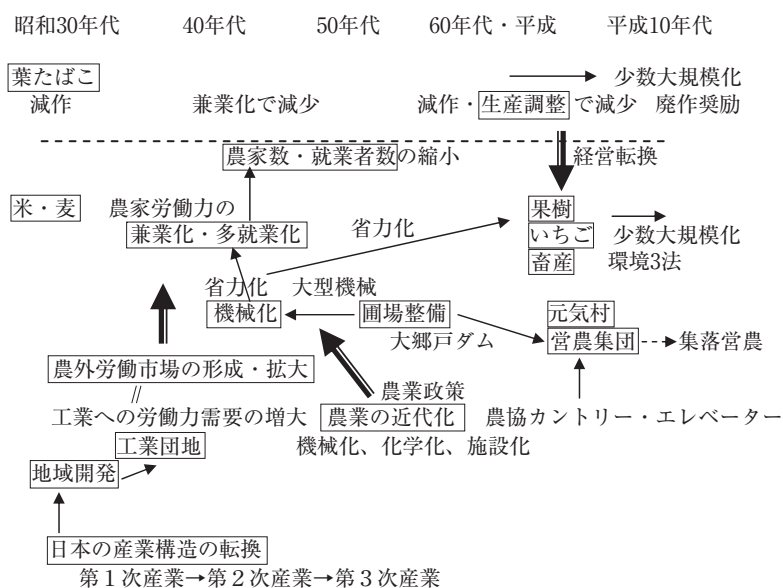 昭和30年代 40年代 50年代 60年代・平成 平成10年代
葉たばこ 少数大規模化
減作 兼業化で減少 減作・生産調整で減少 廃作奨励
農家数・就業者数の縮小 経営転換
米・麦 農家労働力の 果樹
兼業化・多就業化 省力化 いちご 少数大規模化
畜産 環境3法
省力化 大型機械
機械化 圃場整備 元気村
大郷戸ダム 営農集団 集落営農
農外労働市場の形成・拡大
農業政策
工業への労働力需要の増大 農業の近代化 農協カントリー・エレベーター
工業団地 機械化、化学化、施設化
地域開発
日本の産業構造の転換
第1次産業→第2次産業→第3次産業